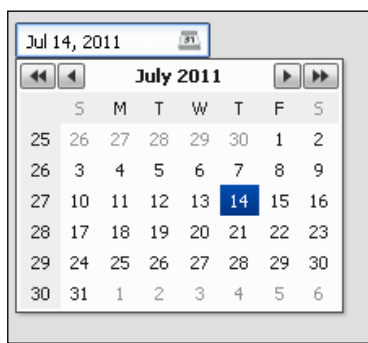 Jul 14, 2011 31
July 2011
S M T W T F S
25 26 27 28 29 30 1 2
26 3 4 5 6 7 8 9
27 10 11 12 13 14 15 16
28 17 18 19 20 21 22 23
29 24 25 26 27 28 29 30
30 31 1 2 3 4 5 6